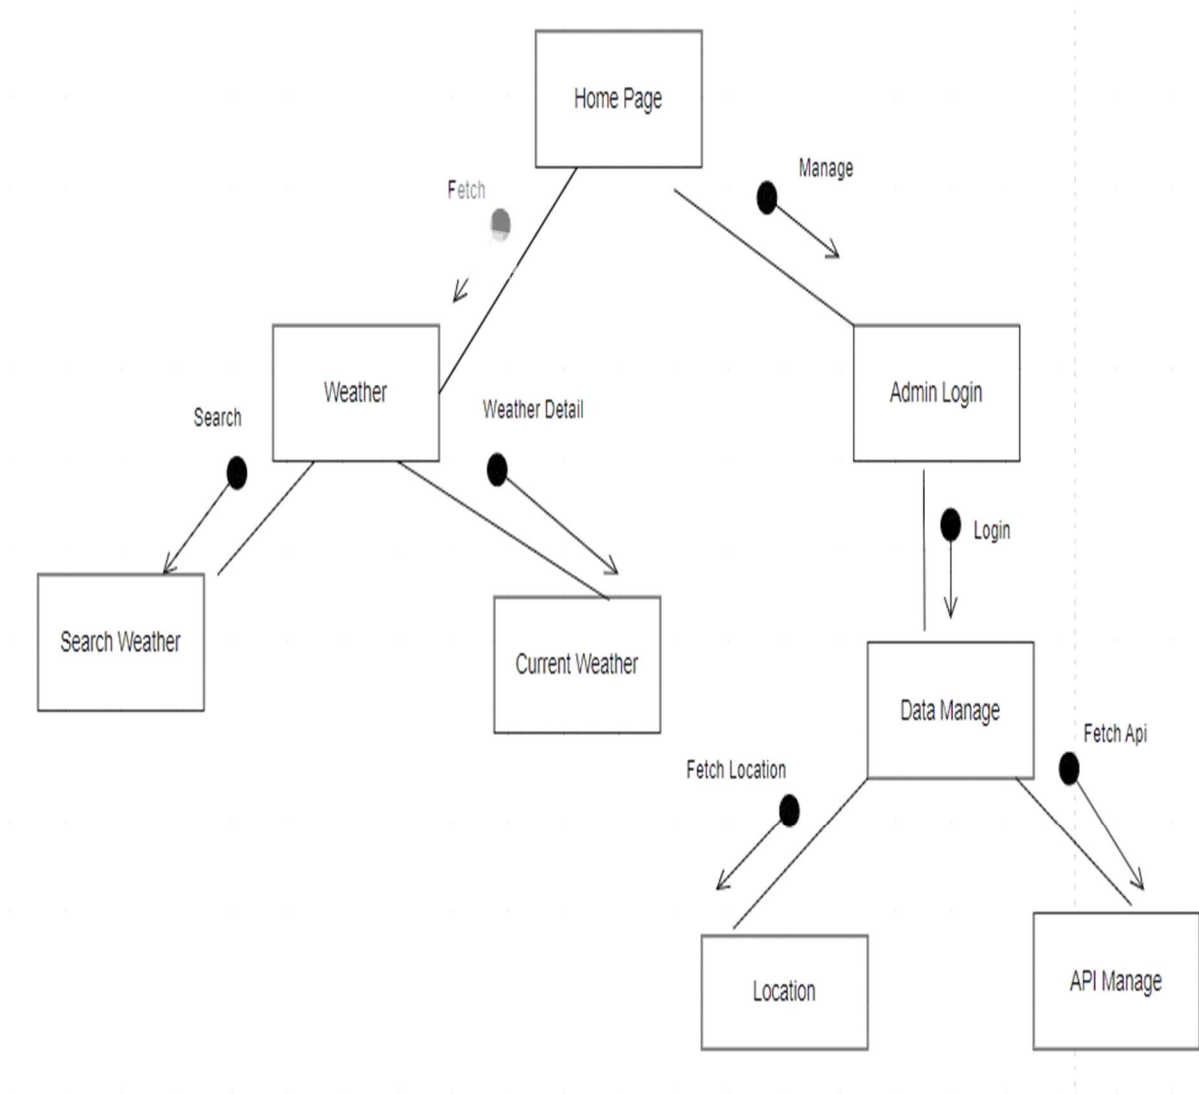 Home Page
Manage
Fetch
Weather
Admin Login
Search
Weather Detail
Login
Search Weather
Current Weather
Data Manage
Fetch Api
Fetch Location
Location
API Manage